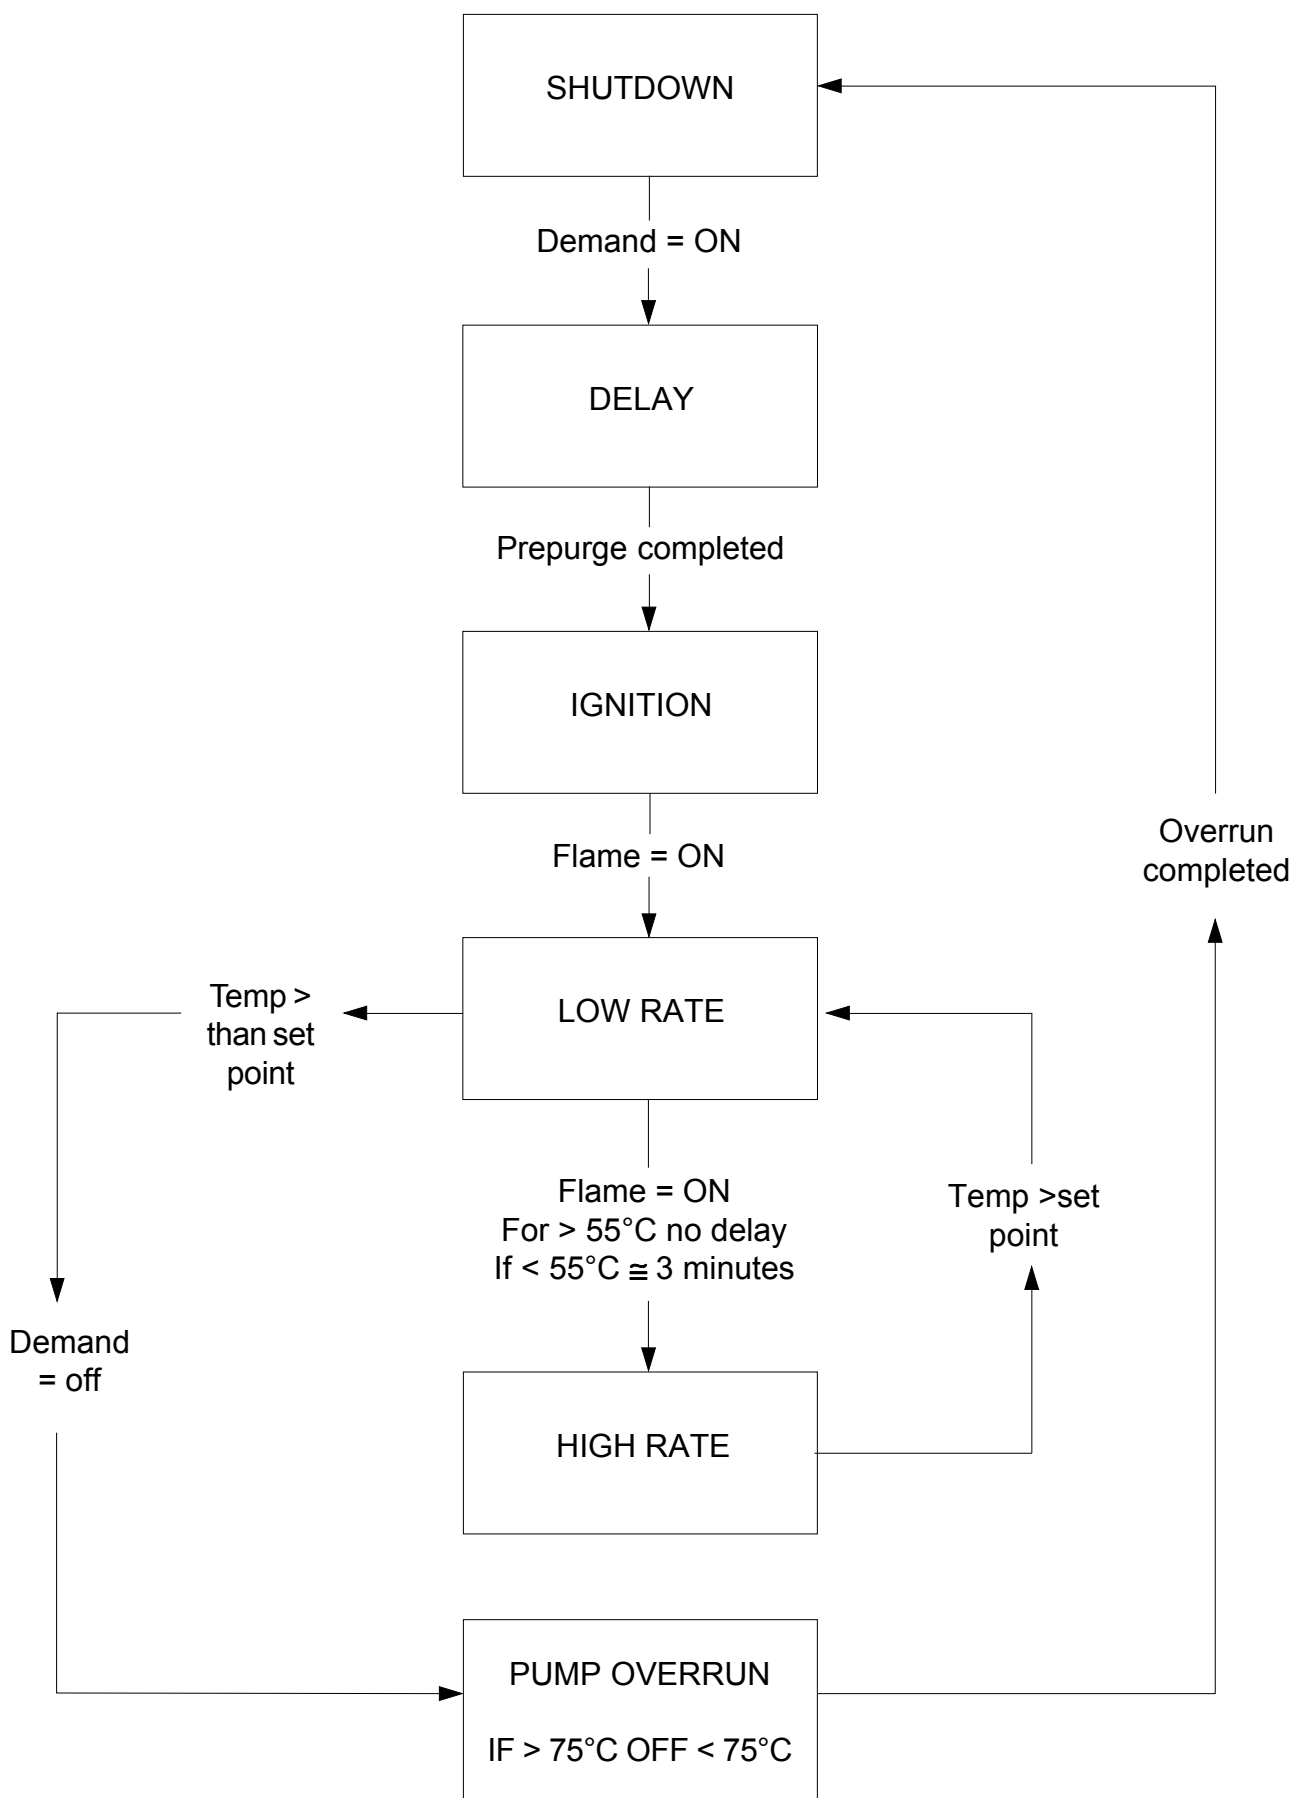 SHUTDOWN
Demand = ON
DELAY
Prepurge completed
IGNITION
Flame = ON
Overrun
completed
LOW RATE
Temp >
than set
point
Flame = ON
For > 55°C no delay
If < 55°C ≅ 3 minutes
Temp >set
point
Demand
= off
HIGH RATE
PUMP OVERRUN
IF > 75°C OFF < 75°C